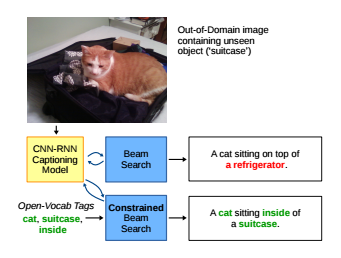 Out-of-Domain image
containing unseen
object ('suitcase')
CNN-RNN
Captioning
Model
Beam
Search
A cat sitting on top of
a refrigerator.
Open-Vocab Tags
cat, suitcase,
inside
Constrained
Beam
Search
A cat sitting inside of
a suitcase.